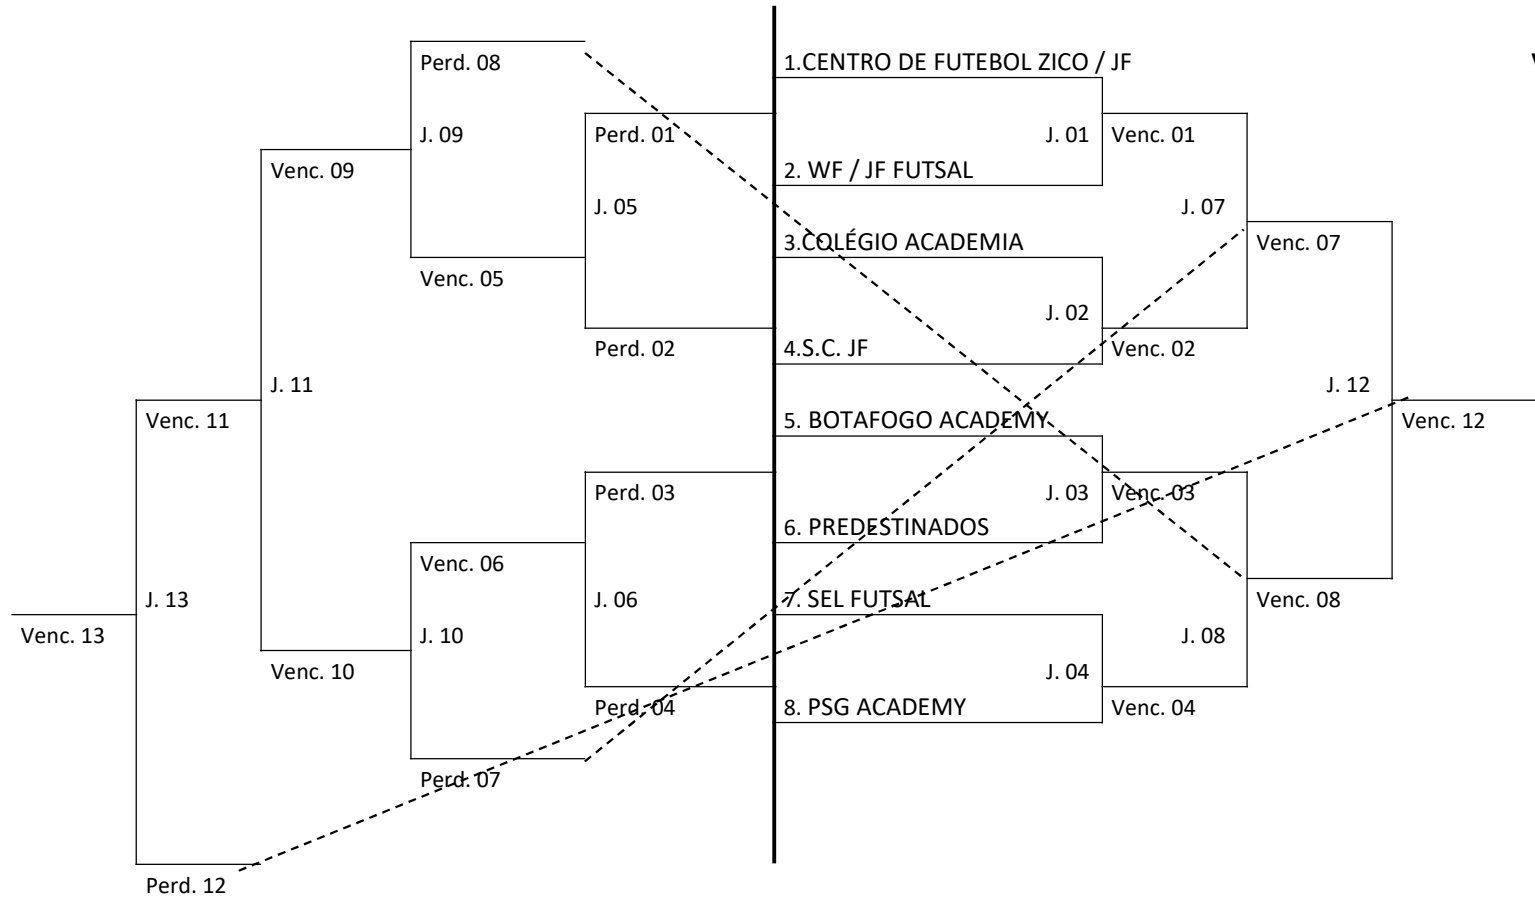 Perd. 08
1.CENTRO DE FUTEBOL ZICO / JF
J. 09
Perd. 01
J. 01
Venc. 01
Venc. 09
2. WF / JF FUTSAL
J. 05
J. 07
3.COLÉGIO ACADEMIA
Venc. 07
Venc. 05
J. 02
Perd. 02
4.S.C. JF
Venc. 02
J. 11
J. 12
Venc. 11
5. BOTAFOGO ACADEMY
Venc. 12
Perd. 03
J. 03
Venc. 03
6. PREDESTINADOS
Venc. 06
J. 13
J. 06
7. SEL FUTSAL
Venc. 08
Venc. 13
J. 10
J. 08
Venc. 10
J. 04
Perd. 04
8. PSG ACADEMY
Venc. 04
Perd. 07
Perd. 12